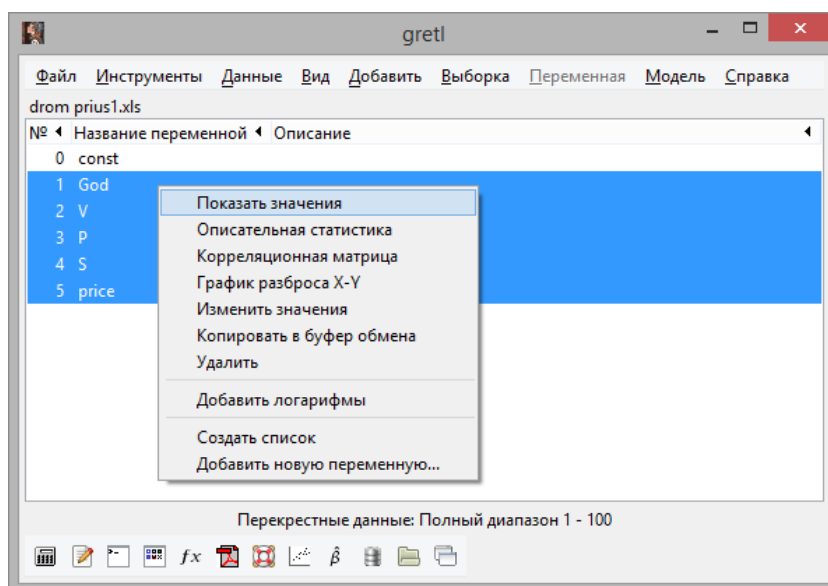 gretl
Файл Инструменты Данные Вид Добавить Выборка Переменная Модель Справка
drom prius1.xls
№ Название переменной Описание
0 const
1 God
2 V
3 P
4 S
5 price
Показать значения
Описательная статистика
Корреляционная матрица
График разброса X-Y
Изменить значения
Копировать в буфер обмена
Удалить
Добавить логарифмы
Создать список
Добавить новую переменную...
Перекрестные данные: Полный диапазон 1 - 100
fx β̂